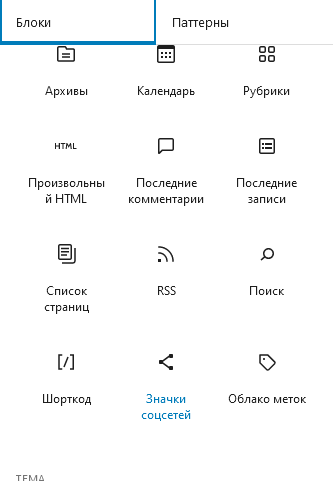 Блоки Паттерны
Архивы Календарь Рубрики
HTML
Произвольны Последние Последние
й HTML комментарии записи
Список RSS Поиск
страниц
[/]
Шорткод Значки Облако меток
соцсетей
ТЕМА